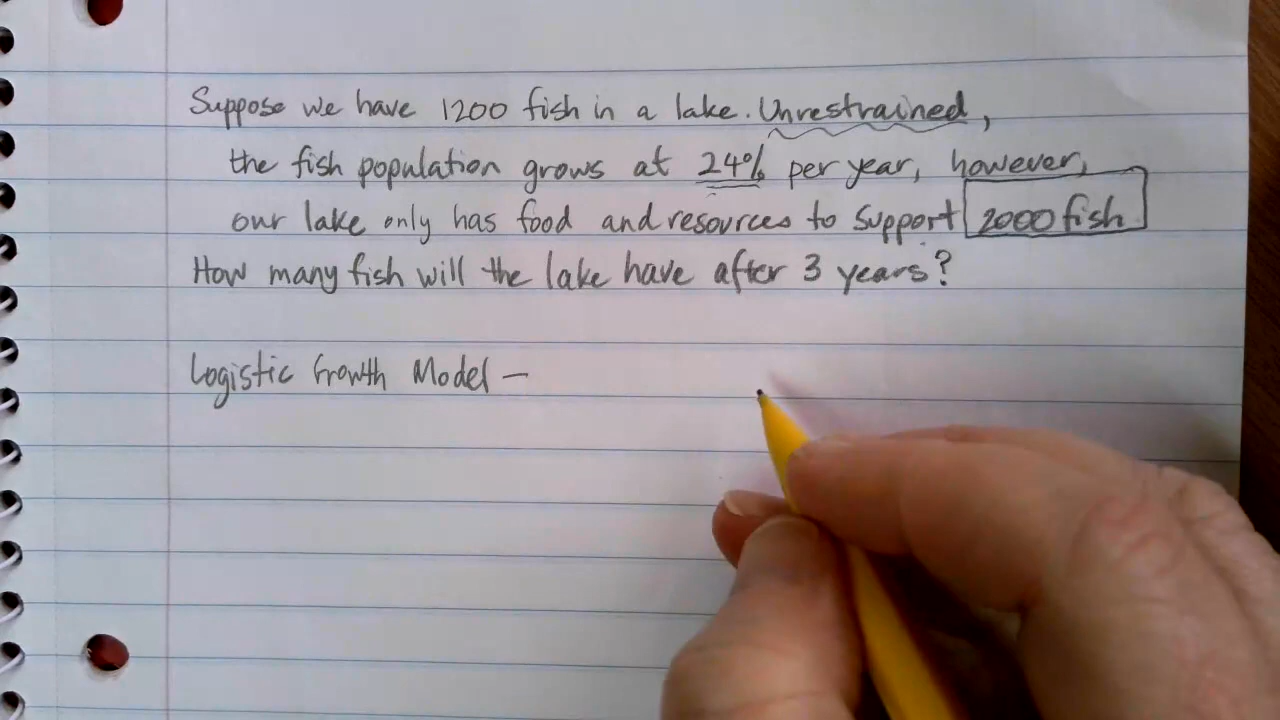 Suppose we have 1200 fish in a lake. Unrestrained,
the fish population grows at 24% per year, however,
our lake only has food and resources to support 2000 fish
How many fish will the lake have after 3 years?
Logistic Growth Model –